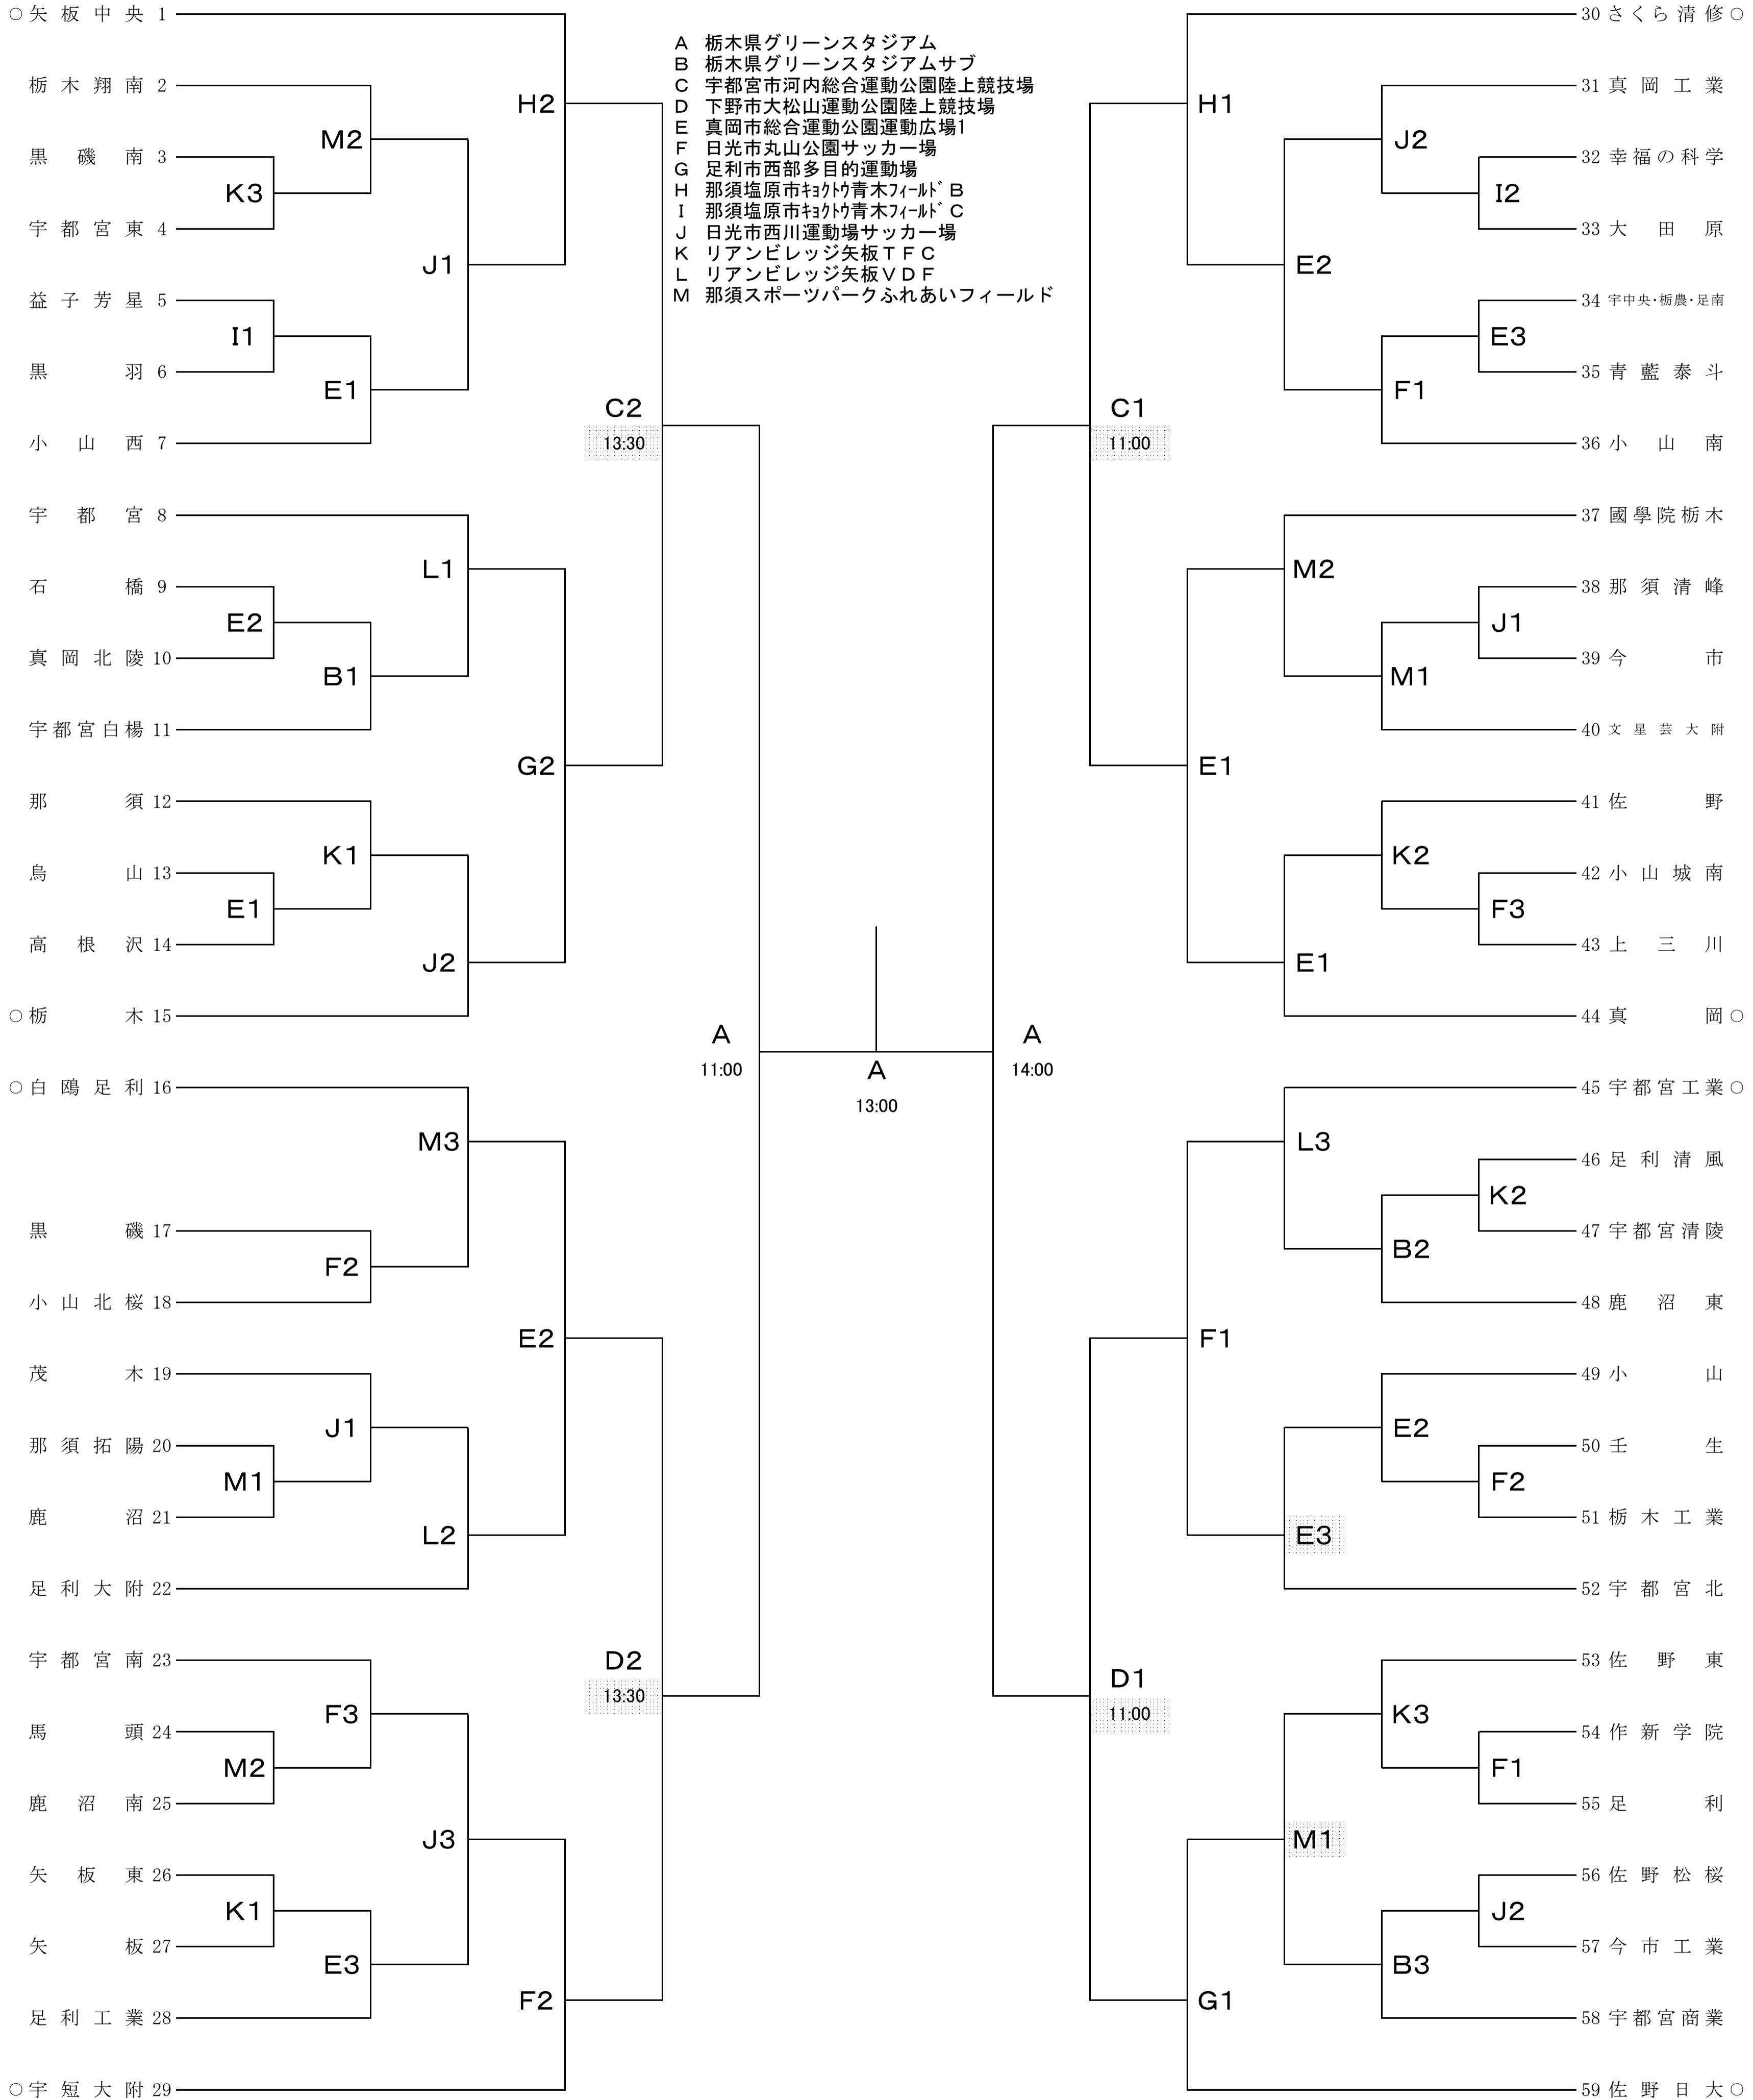 ○矢板中央 1
栃木翔南 2
黒磯南 3
宇都宮東 4
益子芳星 5
黒羽 6
小山西 7
宇都宮 8
石橋 9
真岡北陵 10
宇都宮白楊 11
那須 12
烏山 13
高根沢 14
○栃木 15
○白鴎足利 16
黒磯 17
小山北桜 18
茂木 19
那須拓陽 20
鹿沼 21
足利大附 22
宇都宮南 23
馬頭 24
鹿沼南 25
矢板東 26
矢板 27
足利工業 28
○宇短大附 29
K3
I1
E2
E1
M1
M2
K1
M2
E1
B1
K1
F2
J1
F3
E3
J1
L1
J2
M3
L2
J3
H2
G2
E2
F2
C2
13:30
D2
13:30
A
11:00
A 栃木県グリーンスタジアム
B 栃木県グリーンスタジアムサブ
C 宇都宮市河内総合運動公園陸上競技場
D 下野市大松山運動公園陸上競技場
E 真岡市総合運動公園運動広場1
F 日光市丸山公園サッカー場
G 足利市西部多目的運動場
H 那須塩原市ｷｮｸﾄｳ青木ﾌｨｰﾙﾄﾞB
I 那須塩原市ｷｮｸﾄｳ青木ﾌｨｰﾙﾄﾞC
J 日光市西川運動場サッカー場
K リアンビレッジ矢板ＴＦＣ
L リアンビレッジ矢板ＶＤＦ
M 那須スポーツパークふれあいフィールド
A
13:00
A
14:00
C1
11:00
D1
11:00
H1
E1
F1
G1
E2
M2
E1
L3
E3
M1
J2
F1
M1
K2
B2
E2
K3
B3
I2
E3
J1
F3
K2
F2
F1
J2
30 さくら清修○
31 真岡工業
32 幸福の科学
33 大田原
34 宇中央・栃農・足南
35 青藍泰斗
36 小山南
37 國學院栃木
38 那須清峰
39 今市
40 文星芸大附
41 佐野
42 小山城南
43 上三川
44 真岡○
45 宇都宮工業○
46 足利清風
47 宇都宮清陵
48 鹿沼東
49 小山
50 壬生
51 栃木工業
52 宇都宮北
53 佐野東
54 作新学院
55 足利
56 佐野松桜
57 今市工業
58 宇都宮商業
59 佐野日大○